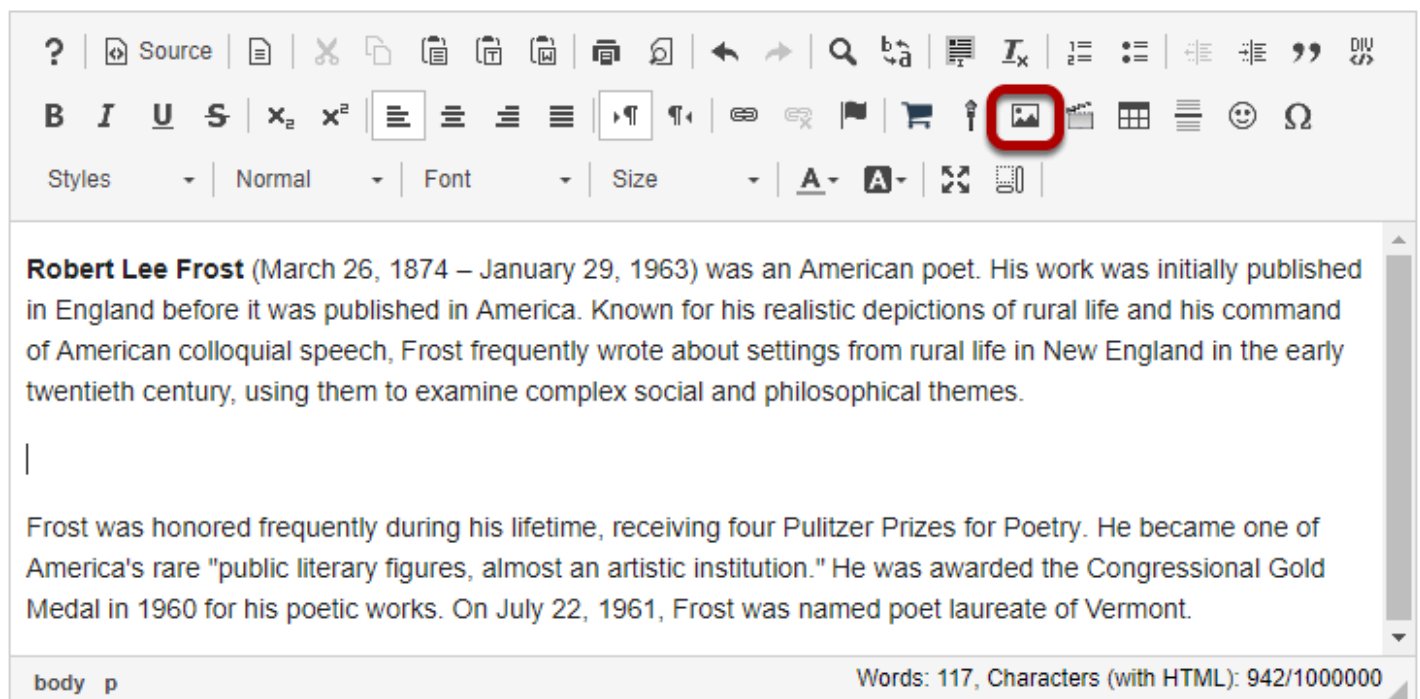 Source
Styles Normal Font Size
Robert Lee Frost (March 26, 1874 – January 29, 1963) was an American poet. His work was initially published
in England before it was published in America. Known for his realistic depictions of rural life and his command
of American colloquial speech, Frost frequently wrote about settings from rural life in New England in the early
twentieth century, using them to examine complex social and philosophical themes.
Frost was honored frequently during his lifetime, receiving four Pulitzer Prizes for Poetry. He became one of
America's rare "public literary figures, almost an artistic institution." He was awarded the Congressional Gold
Medal in 1960 for his poetic works. On July 22, 1961, Frost was named poet laureate of Vermont.
body p Words: 117, Characters (with HTML): 942/1000000